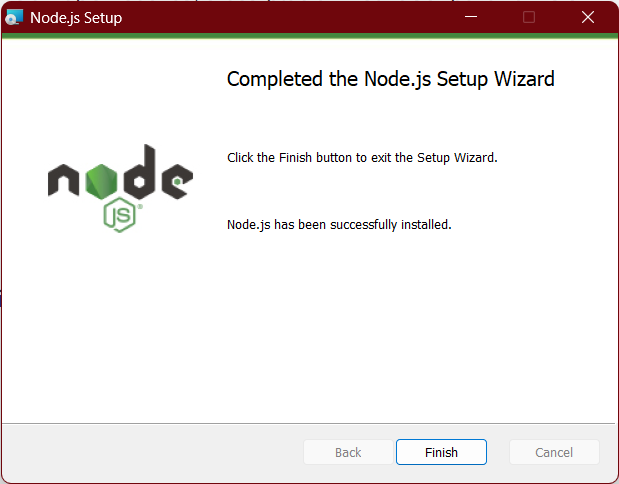 Node.js Setup
Completed the Node.js Setup Wizard
Click the Finish button to exit the Setup Wizard.
node
JS®
Node.js has been successfully installed.
Back
Finish
Cancel